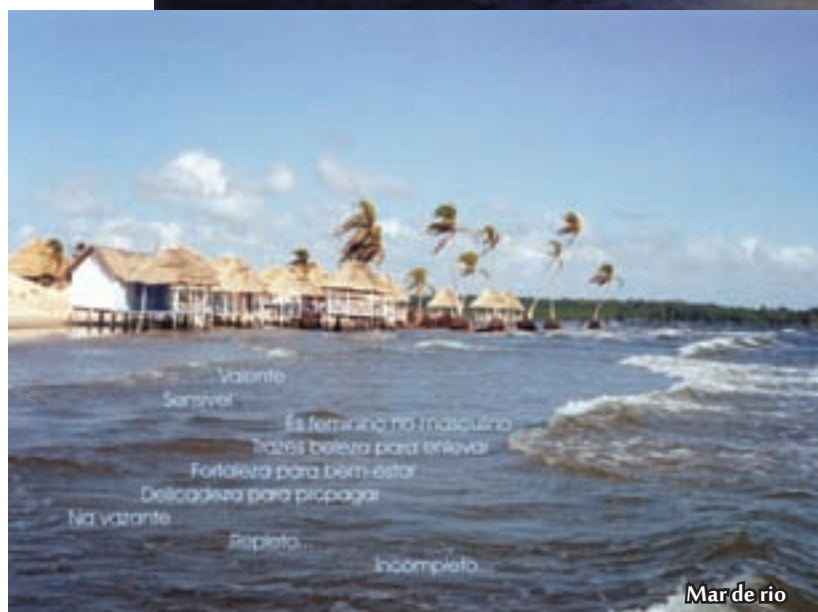 Valente
Sensível
És feminino no masculino
Trazes beleza para enlevar
Fortaleza para bem-estar
Delicadeza para propagar
Na vazante
Repleto...
Incompleto...
Mar de rio